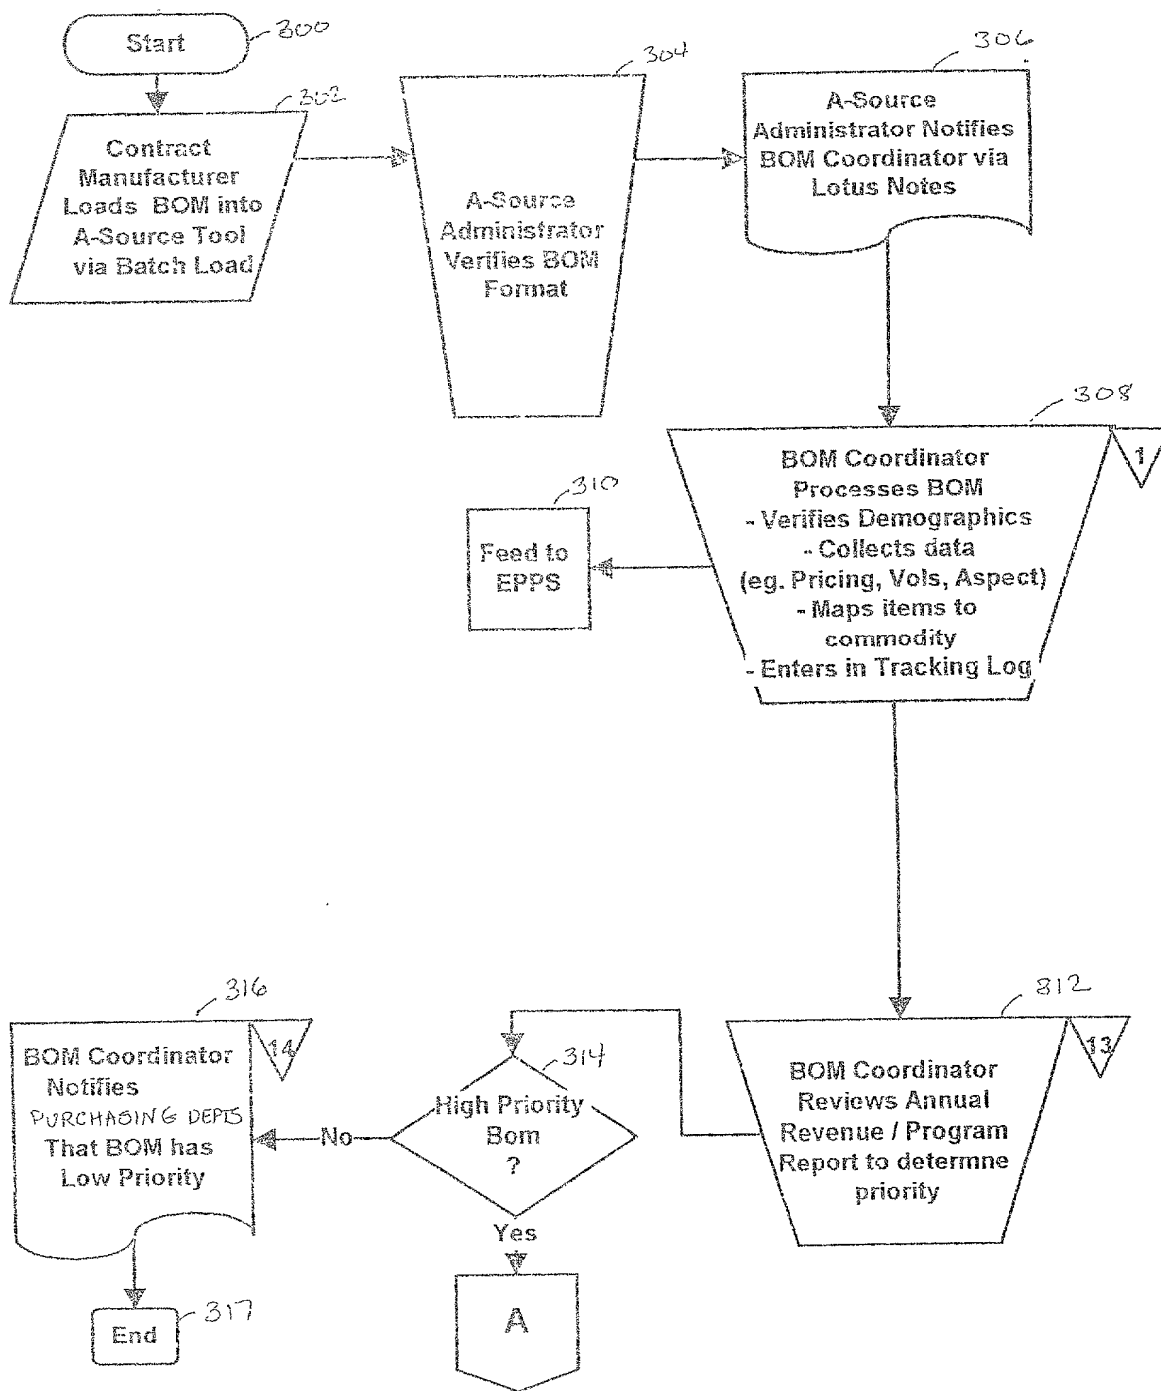 300
Start
302
Contract
Manufacturer
Loads BOM into
A-Source Tool
via Batch Load
304
A-Source
Administrator
Verifies BOM
Format
306
A-Source
Administrator Notifies
BOM Coordinator via
Lotus Notes
308
1
BOM Coordinator
Processes BOM
- Verifies Demographics
- Collects data
(eg. Pricing, Vols, Aspect)
- Maps items to
commodity
- Enters in Tracking Log
310
Feed to
EPPS
812
13
BOM Coordinator
Reviews Annual
Revenue / Program
Report to determne
priority
314
High Priority
Bom
?
No
Yes
A
316
14
BOM Coordinator
Notifies
PURCHASING DEPTS
That BOM has
Low Priority
317
End